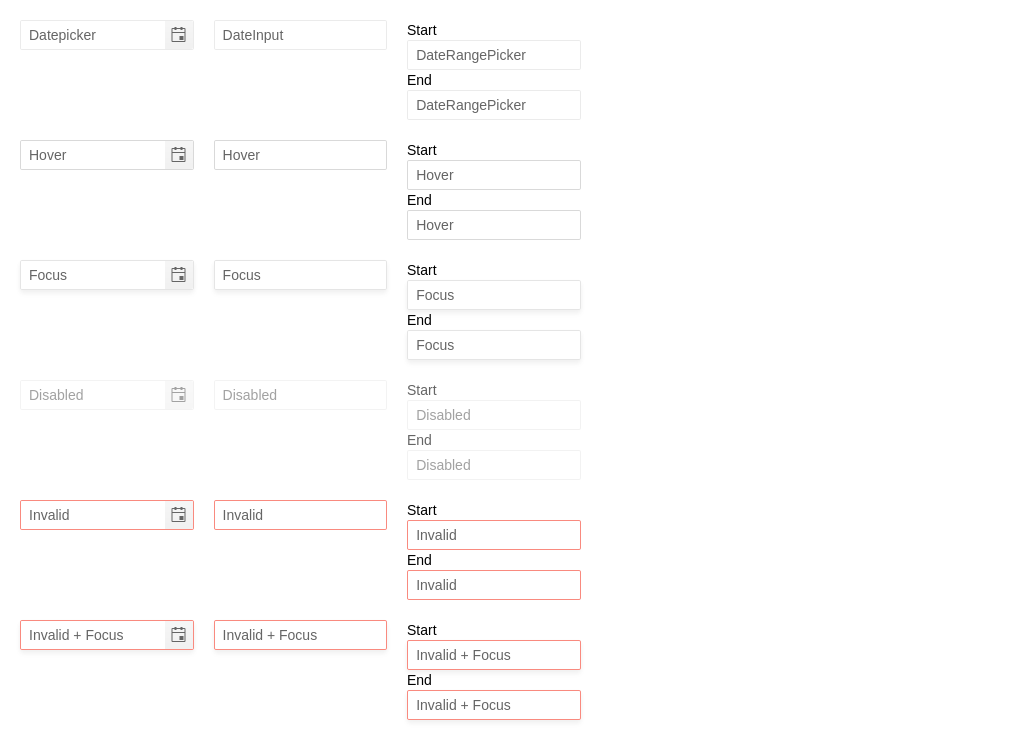 Datepicker
DateInput
Start
DateRangePicker
End
DateRangePicker
Hover
Hover
Start
Hover
End
Hover
Focus
Focus
Start
Focus
End
Focus
Disabled
Disabled
Start
Disabled
End
Disabled
Invalid
Invalid
Start
Invalid
End
Invalid
Invalid + Focus
Invalid + Focus
Start
Invalid + Focus
End
Invalid + Focus